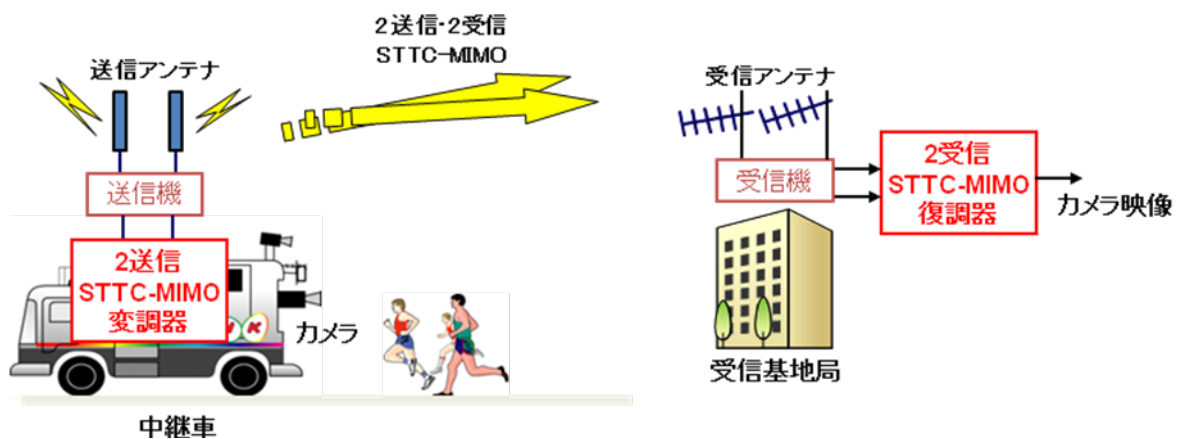 2送信・2受信
STTC-MIMO
送信アンテナ
送信機
2送信
STTC-MIMO
変調器
K
カメラ
中継車
受信アンテナ
受信機
2受信
STTC-MIMO
復調器
カメラ映像
受信基地局